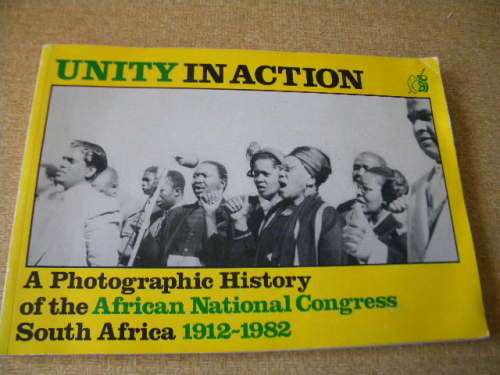 UNITY IN ACTION
A Photographic History
of the African National Congress
South Africa 1912-1982